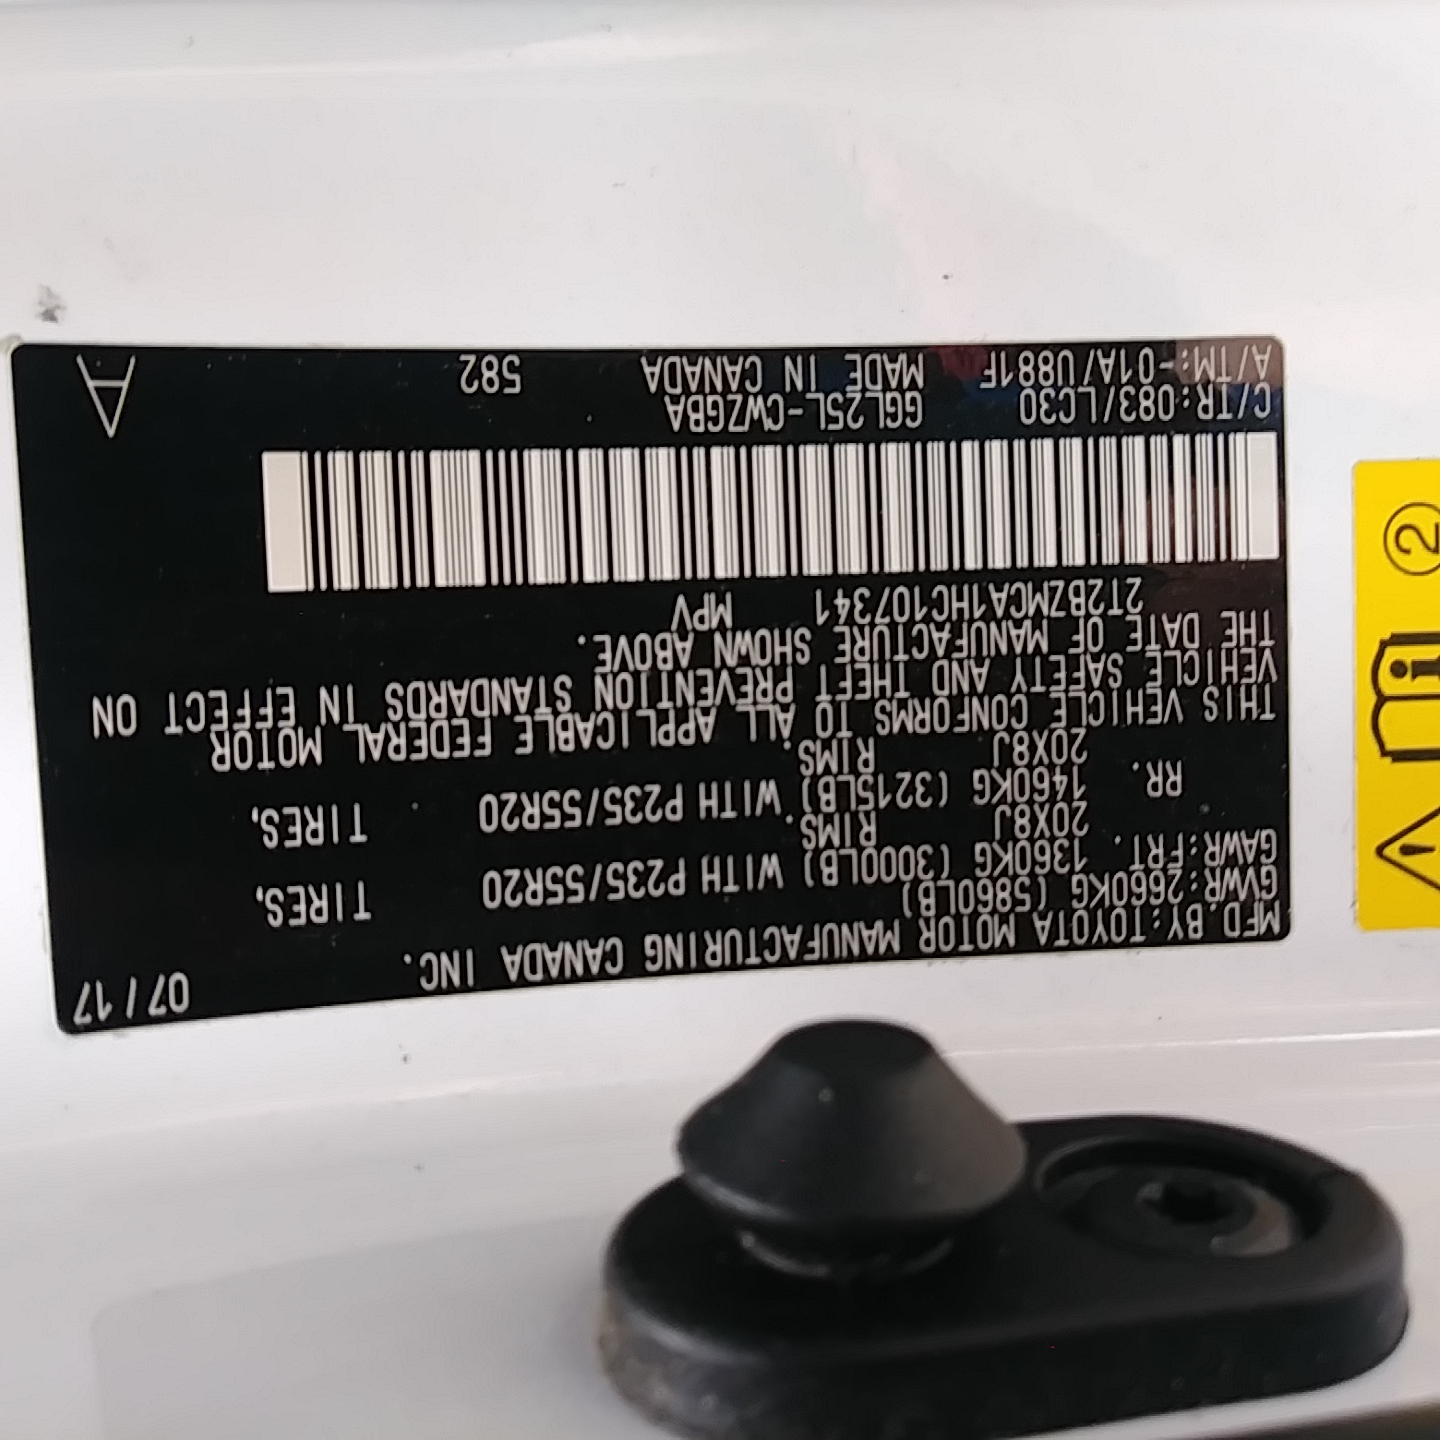 MFD.BY:TOYOTA MOTOR MANUFACTURING CANADA INC. 07/17
GVWR:2660KG (5860LB)
GAWR:FRT. 1360KG (3000LB) WITH P235/55R20 TIRES,
20X8J RIMS.
RR. 1460KG (3215LB) WITH P235/55R20 TIRES,
20X8J RIMS.
THIS VEHICLE CONFORMS TO ALL APPLICABLE FEDERAL MOTOR
VEHICLE SAFETY AND THEFT PREVENTION STANDARDS IN EFFECT ON
THE DATE OF MANUFACTURE SHOWN ABOVE.
2T2BZMCA1HC107341 MPV
C/TR:083/LC30 GGL25L-CWZGBA
A/TM:-01A/U881F MADE IN CANADA 582
A
2